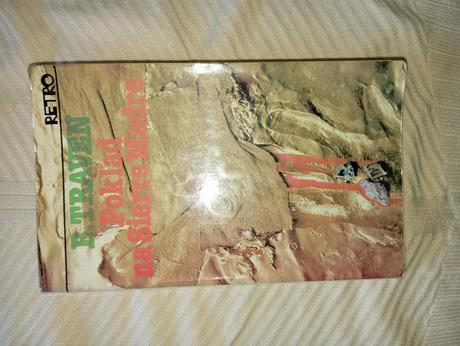 RETRO
B. TRAVEN
Poklad
na Sierra Madre